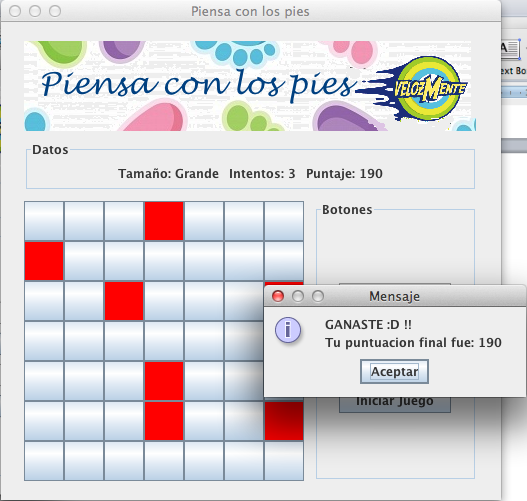 Piensa con los pies
Piensa con los pies
VELOZMENTE
Datos
Tamaño: Grande Intentos: 3 Puntaje: 190
Botones
Mensaje
GANASTE :D !!
Tu puntuacion final fue: 190
Aceptar
Iniciar Juego
A
ext Bo